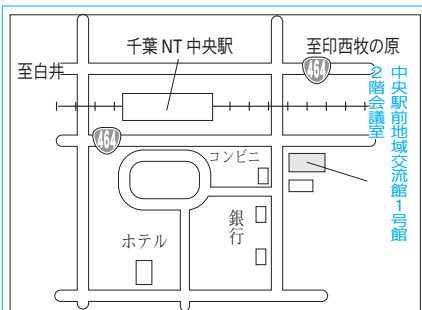 千葉NT中央駅
至印西牧の原
至白井
464
464
中央駅前地域交流館1号館
2階会議室
コンビニ
銀行
ホテル